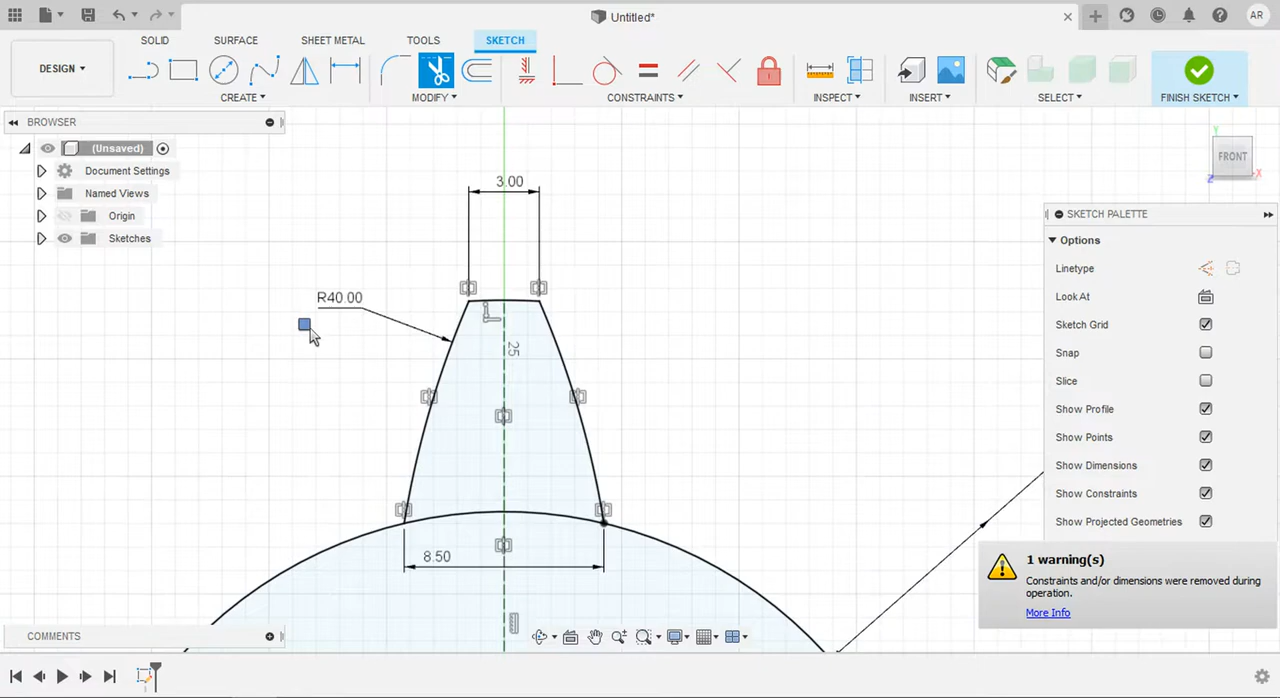 Untitled*
AR
SOLID
SURFACE
SHEET METAL
TOOLS
SKETCH
DESIGN
CREATE
MODIFY
CONSTRAINTS
INSPECT
INSERT
SELECT
FINISH SKETCH
BROWSER
(Unsaved)
Document Settings
Named Views
Origin
Sketches
Y
FRONT
X
Z
3.00
R40.00
25
8.50
SKETCH PALETTE
Options
Linetype
Look At
Sketch Grid
Snap
Slice
Show Profile
Show Points
Show Dimensions
Show Constraints
Show Projected Geometries
1 warning(s)
Constraints and/or dimensions were removed during
operation.
More Info
COMMENTS